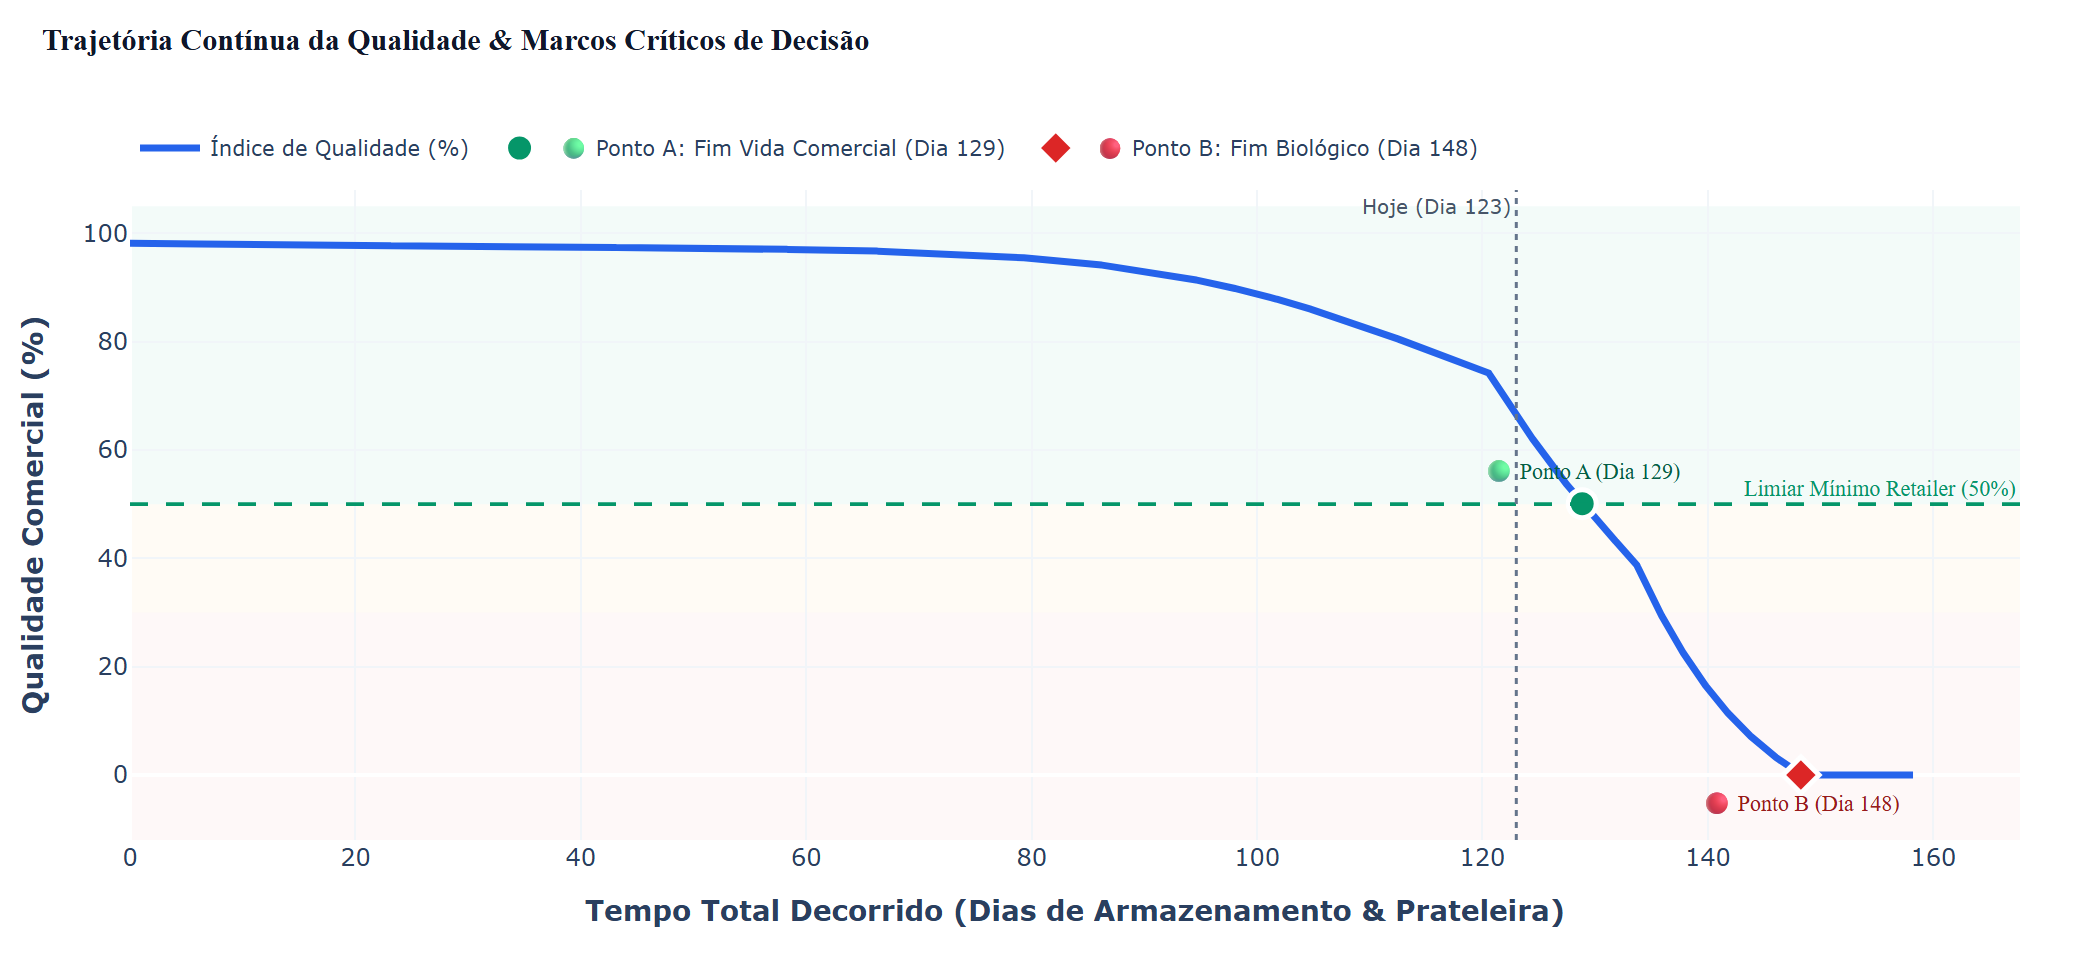 Trajetória Contínua da Qualidade & Marcos Críticos de Decisão
Índice de Qualidade (%)
Ponto A: Fim Vida Comercial (Dia 129)
Ponto B: Fim Biológico (Dia 148)
Hoje (Dia 123)
Qualidade Comercial (%)
100
80
60
40
20
0
Ponto A (Dia 129)
Limiar Mínimo Retailer (50%)
Ponto B (Dia 148)
0
20
40
60
80
100
120
140
160
Tempo Total Decorrido (Dias de Armazenamento & Prateleira)